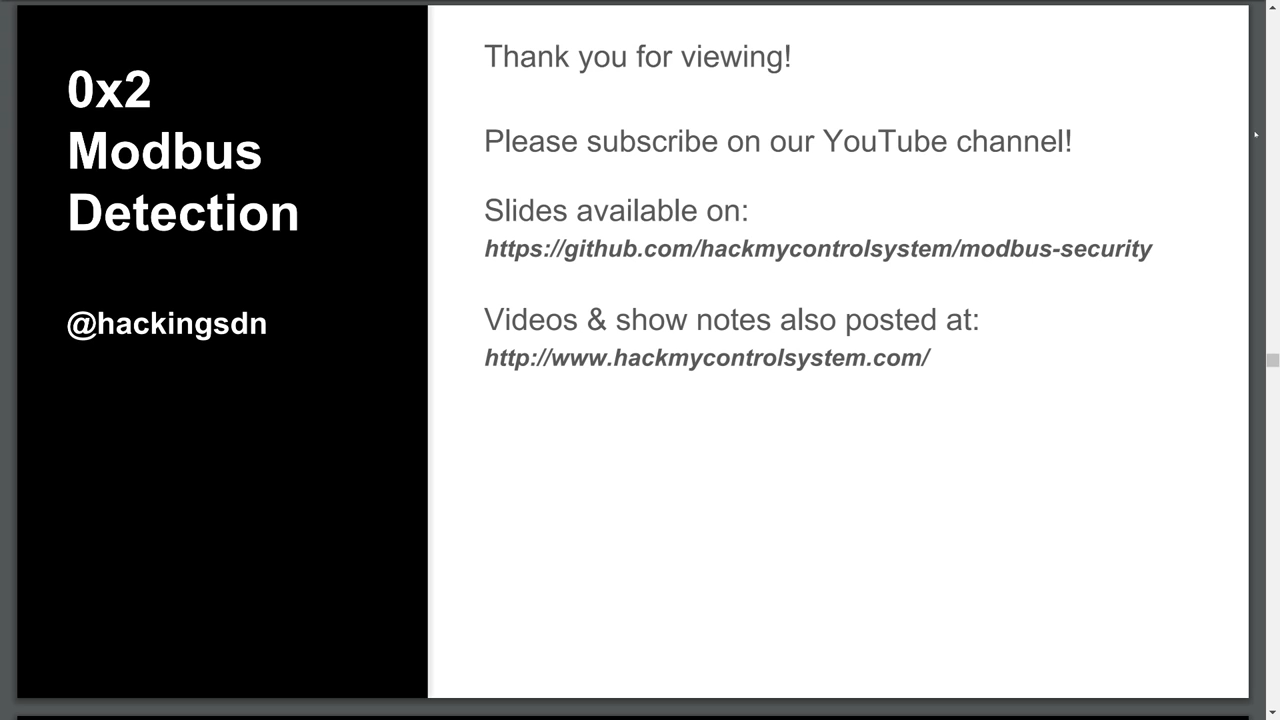 0x2
Modbus
Detection
@hackingsdn
Thank you for viewing!
Please subscribe on our YouTube channel!
Slides available on:
https://github.com/hackmycontrolsystem/modbus-security
Videos & show notes also posted at:
http://www.hackmycontrolsystem.com/